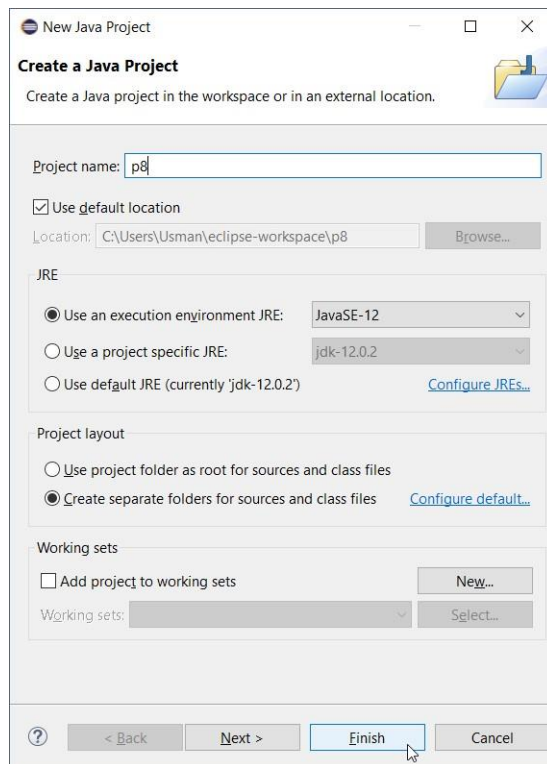 New Java Project
Create a Java Project
Create a Java project in the workspace or in an external location.
Project name: p8
Use default location
Location: C:\Users\Usman\eclipse-workspace\p8 Browse...
JRE
Use an execution environment JRE: JavaSE-12
Use a project specific JRE: jdk-12.0.2
Use default JRE (currently 'jdk-12.0.2') Configure JREs...
Project layout
Use project folder as root for sources and class files
Create separate folders for sources and class files Configure default...
Working sets
Add project to working sets New...
Working sets: Select...
? < Back Next > Finish Cancel